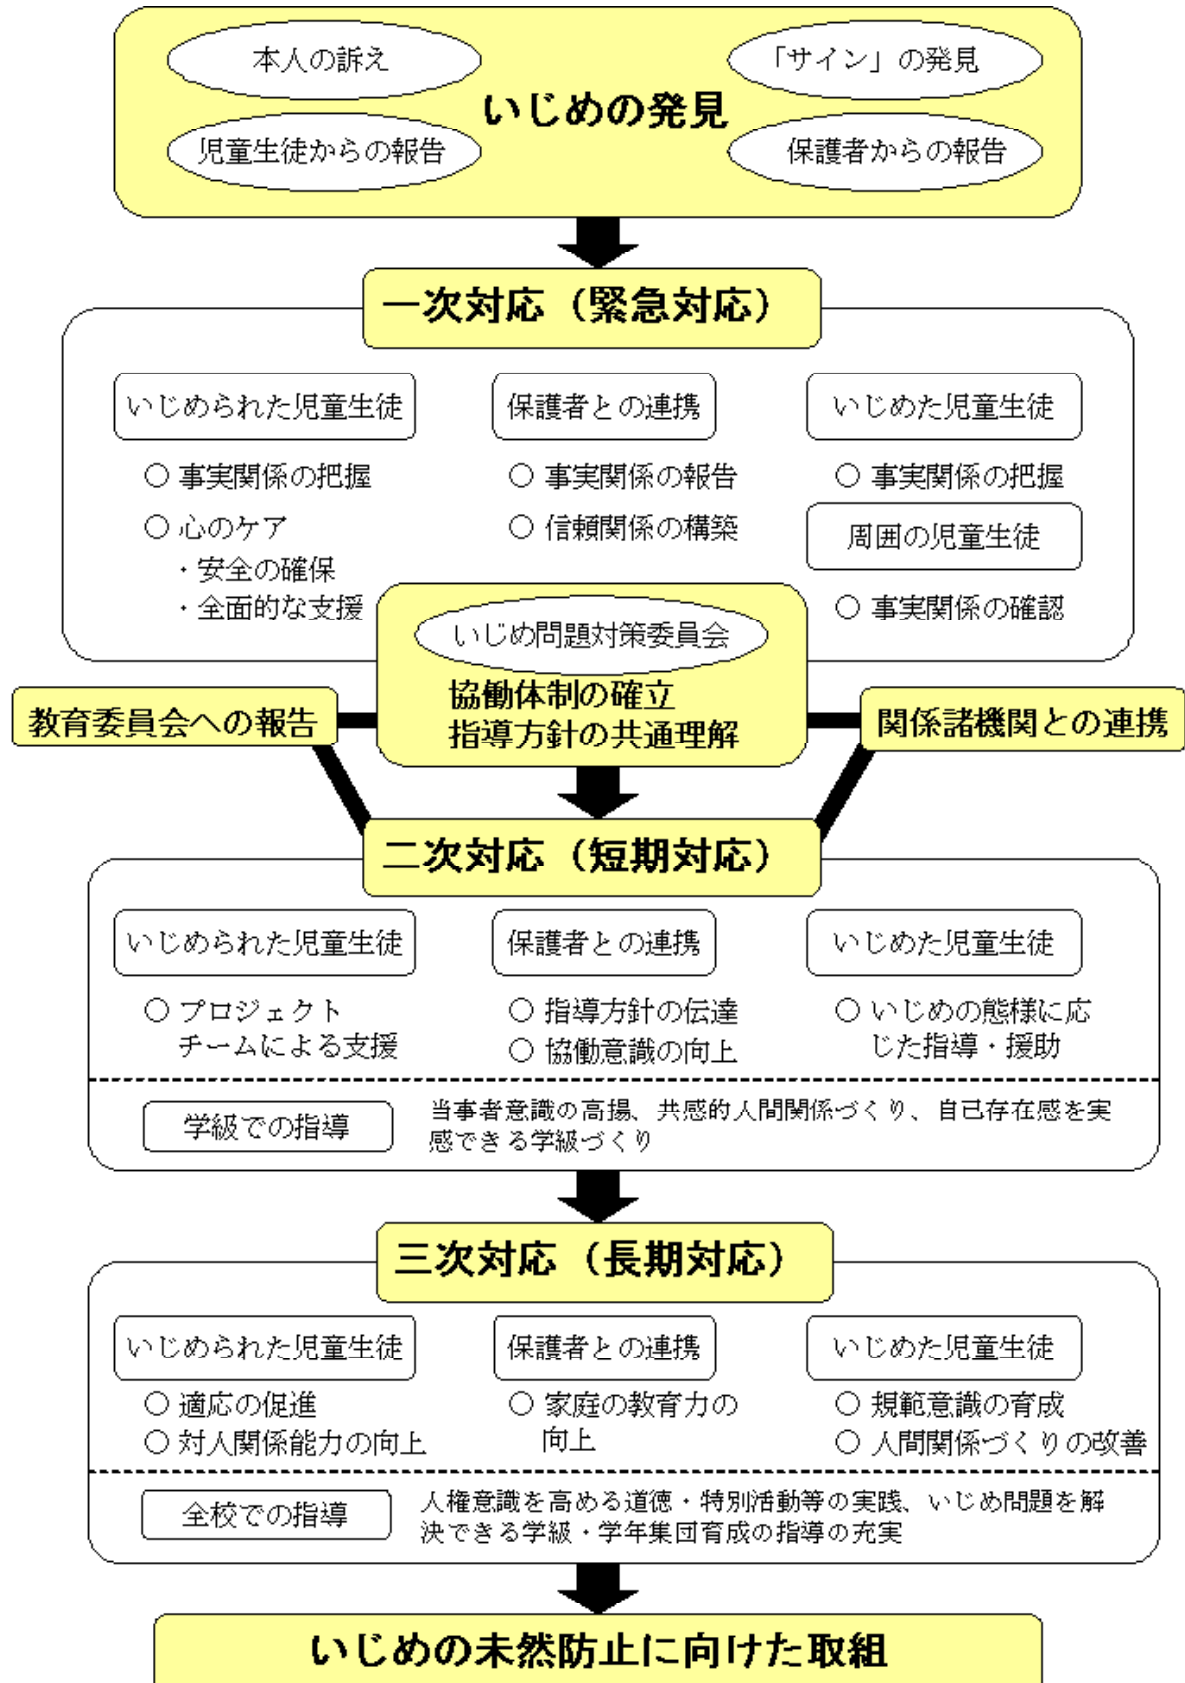 本人の訴え
「サイン」の発見
いじめの発見
児童生徒からの報告
保護者からの報告
一次対応（緊急対応）
いじめられた児童生徒
保護者との連携
いじめた児童生徒
○ 事実関係の把握
○ 事実関係の報告
○ 事実関係の把握
○ 心のケア
○ 信頼関係の構築
周囲の児童生徒
・安全の確保
・全面的な支援
○ 事実関係の確認
いじめ問題対策委員会
協働体制の確立
指導方針の共通理解
教育委員会への報告
関係諸機関との連携
二次対応（短期対応）
いじめられた児童生徒
保護者との連携
いじめた児童生徒
○ プロジェクト
チームによる支援
○ 指導方針の伝達
○ 協働意識の向上
○ いじめの態様に応
じた指導・援助
学級での指導
当事者意識の高揚、共感的人間関係づくり、自己存在感を実
感できる学級づくり
三次対応（長期対応）
いじめられた児童生徒
保護者との連携
いじめた児童生徒
○ 適応の促進
○ 対人関係能力の向上
○ 家庭の教育力の
向上
○ 規範意識の育成
○ 人間関係づくりの改善
全校での指導
人権意識を高める道徳・特別活動等の実践、いじめ問題を解
決できる学級・学年集団育成の指導の充実
いじめの未然防止に向けた取組